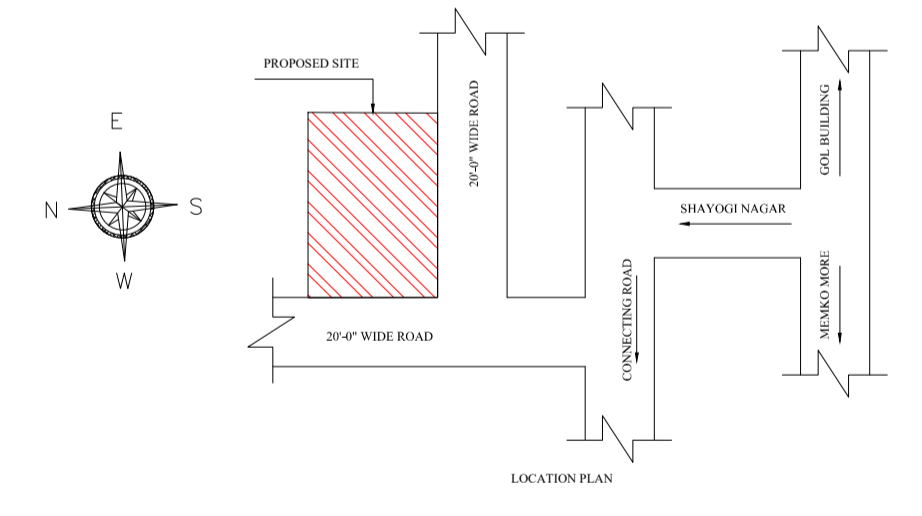 PROPOSED SITE
E
N
S
W
20'-0" WIDE ROAD
GOL BUILDING
SHAYOGI NAGAR
CONNECTING ROAD
MEMKO MORE
20'-0" WIDE ROAD
LOCATION PLAN